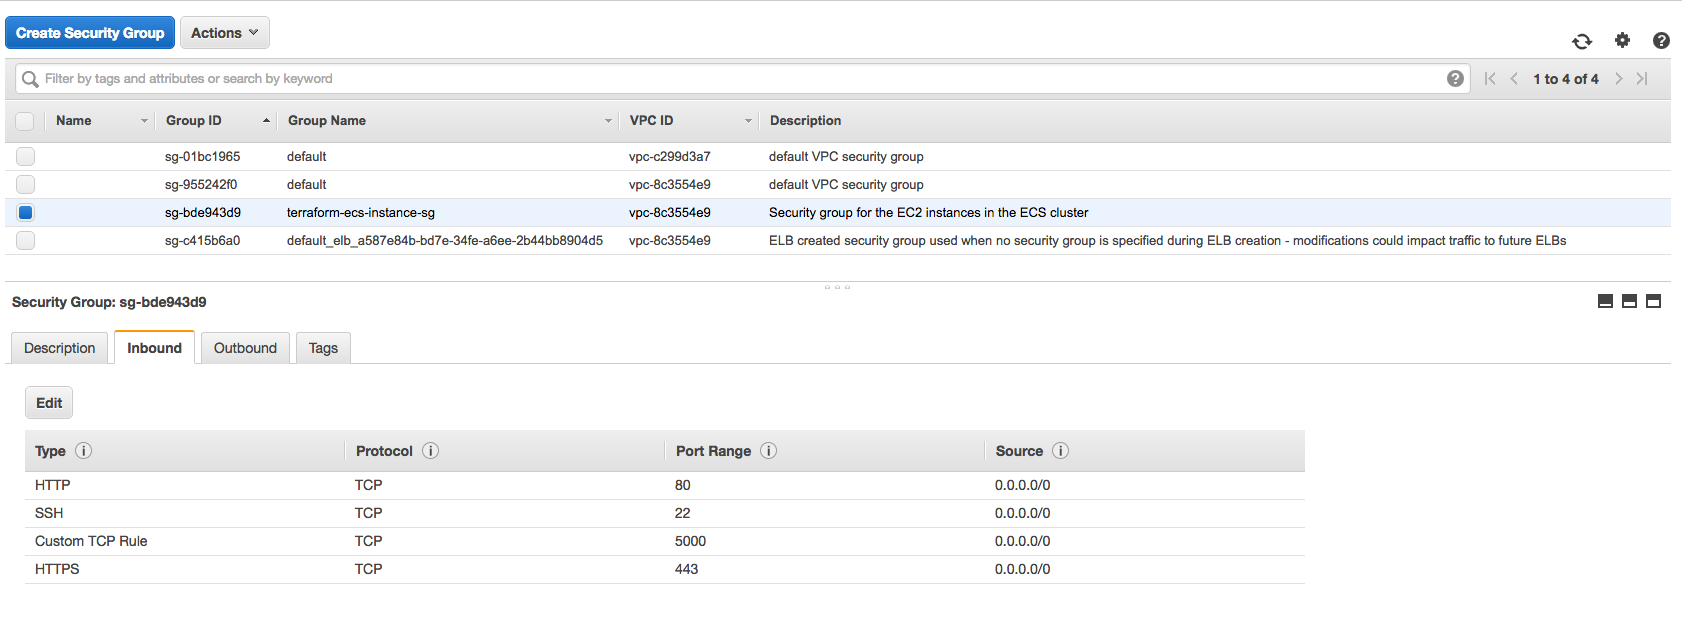 Create Security Group Actions
Filter by tags and attributes or search by keyword ? 1 to 4 of 4
Name Group ID Group Name VPC ID Description
sg-01bc1965 default vpc-c299d3a7 default VPC security group
sg-955242f0 default vpc-8c3554e9 default VPC security group
sg-bde943d9 terraform-ecs-instance-sg vpc-8c3554e9 Security group for the EC2 instances in the ECS cluster
sg-c415b6a0 default_elb_a587e84b-bd7e-34fe-a6ee-2b44bb8904d5 vpc-8c3554e9 ELB created security group used when no security group is specified during ELB creation - modifications could impact traffic to future ELBs
Security Group: sg-bde943d9
Description Inbound Outbound Tags
Edit
Type i Protocol i Port Range i Source i
HTTP TCP 80 0.0.0.0/0
SSH TCP 22 0.0.0.0/0
Custom TCP Rule TCP 5000 0.0.0.0/0
HTTPS TCP 443 0.0.0.0/0